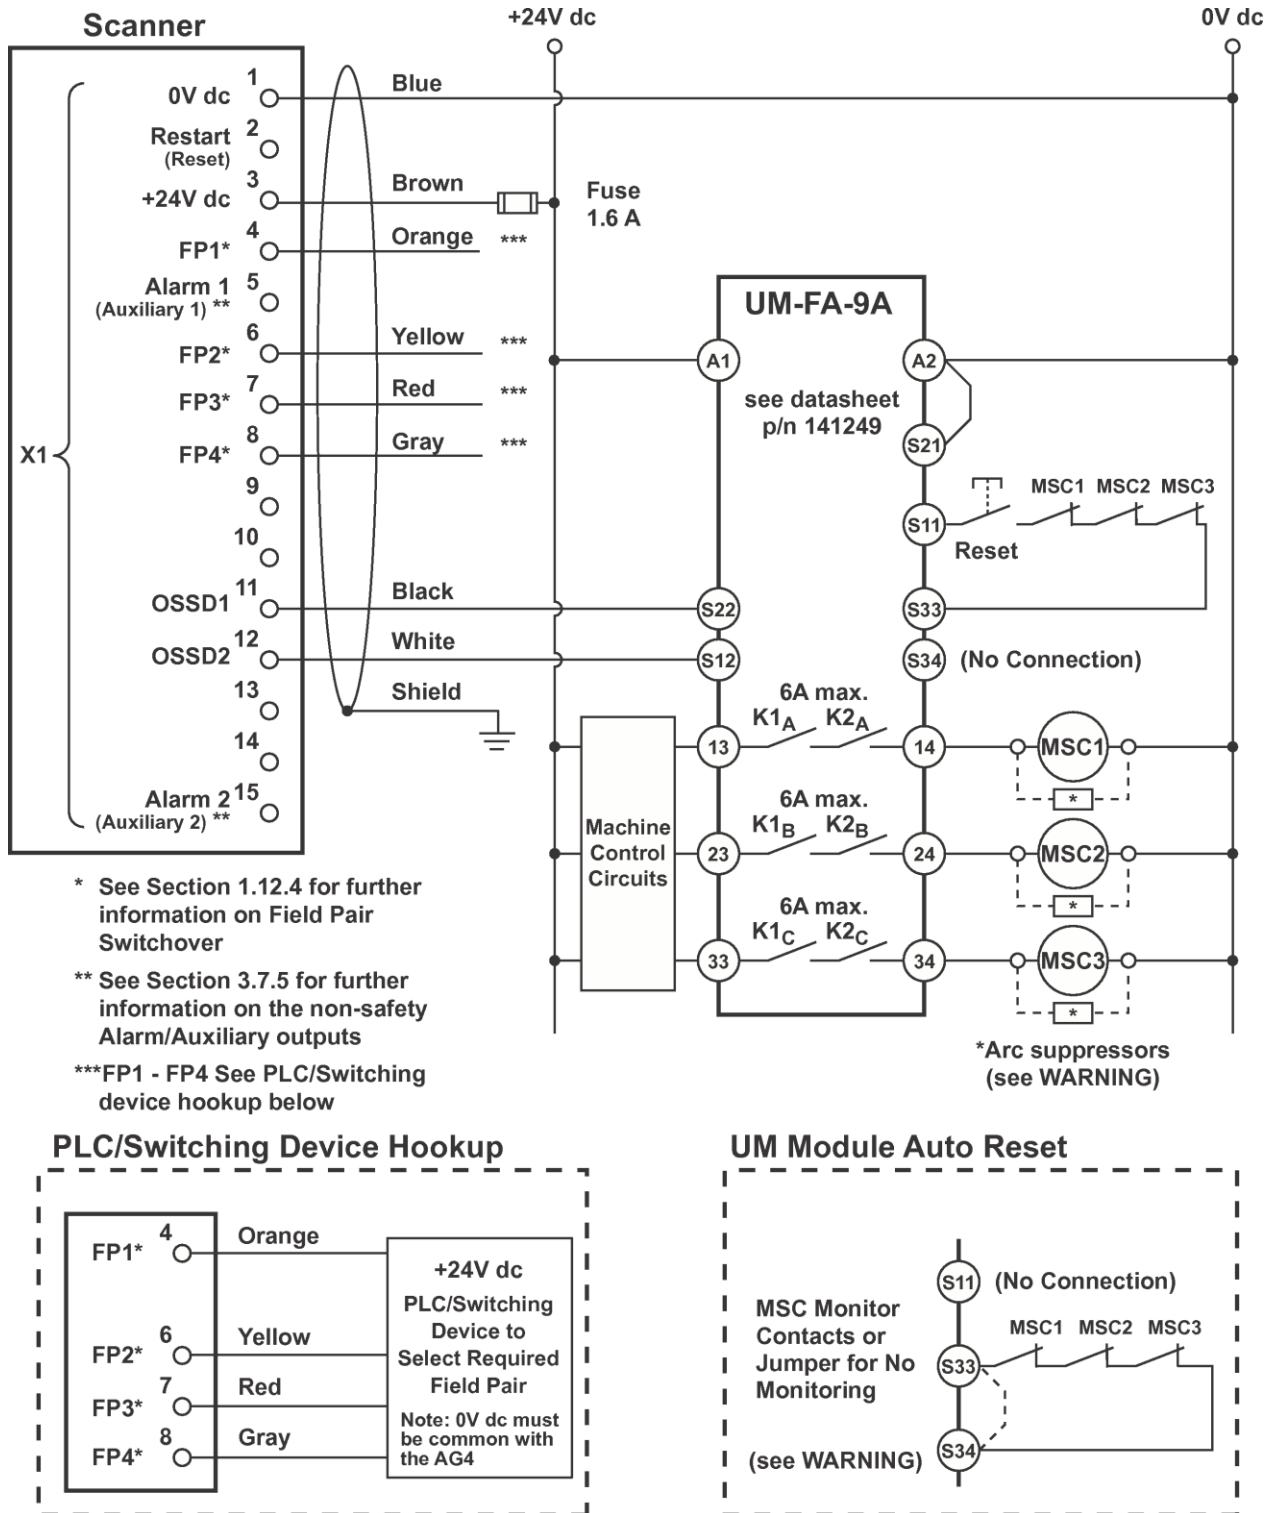 Scanner
+24V dc
0V dc
X1
0V dc 1 Blue
Restart 2
(Reset)
+24V dc 3 Brown
Fuse
1.6 A
FP1* 4 Orange ***
Alarm 1 5
(Auxiliary 1) **
FP2* 6 Yellow ***
FP3* 7 Red ***
FP4* 8 Gray ***
9
10
OSSD1 11 Black
OSSD2 12 White
13 Shield
14
Alarm 2 15
(Auxiliary 2) **
UM-FA-9A
A1
A2
see datasheet
p/n 141249
S21
S11
Reset
MSC1 MSC2 MSC3
S22
S33
S12
S34 (No Connection)
Machine
Control
Circuits
6A max.
K1A K2A
13
14
MSC1
*
6A max.
K1B K2B
23
24
MSC2
*
6A max.
K1C K2C
33
34
MSC3
*
*Arc suppressors
(see WARNING)
* See Section 1.12.4 for further
information on Field Pair
Switchover
** See Section 3.7.5 for further
information on the non-safety
Alarm/Auxiliary outputs
***FP1 - FP4 See PLC/Switching
device hookup below
PLC/Switching Device Hookup
FP1* 4 Orange
FP2* 6 Yellow
FP3* 7 Red
FP4* 8 Gray
+24V dc
PLC/Switching
Device to
Select Required
Field Pair
Note: 0V dc must
be common with
the AG4
UM Module Auto Reset
S11 (No Connection)
MSC Monitor
Contacts or
Jumper for No
Monitoring
(see WARNING)
MSC1 MSC2 MSC3
S33
S34